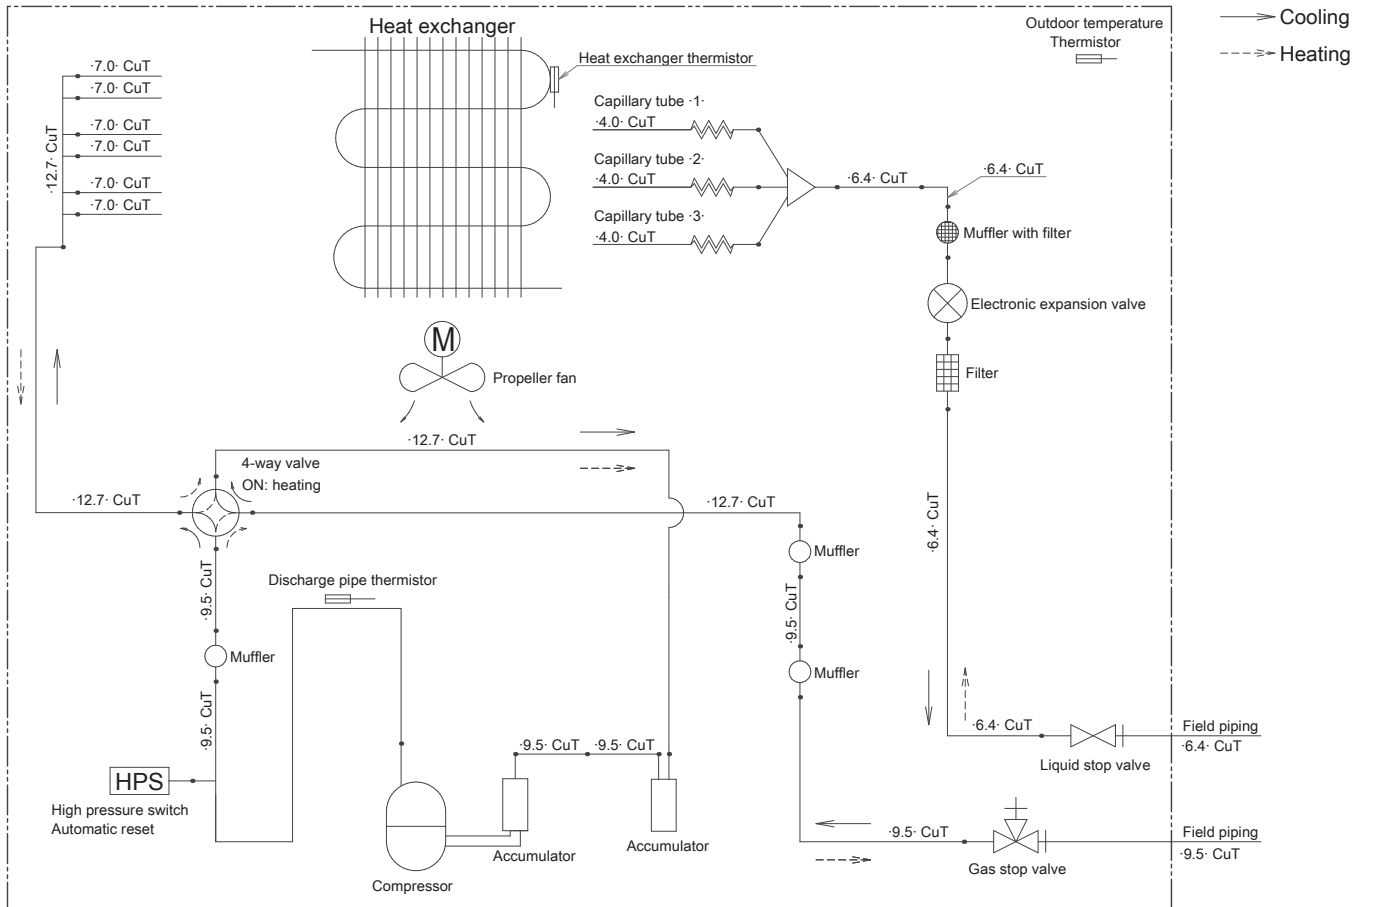 Heat exchanger
Outdoor temperature
Thermistor
Cooling
Heating
Heat exchanger thermistor
·7.0· CuT
·7.0· CuT
·7.0· CuT
·7.0· CuT
·7.0· CuT
·7.0· CuT
·12.7· CuT
Capillary tube ·1·
·4.0· CuT
Capillary tube ·2·
·4.0· CuT
Capillary tube ·3·
·4.0· CuT
·6.4· CuT
·6.4· CuT
Muffler with filter
Electronic expansion valve
Filter
M
Propeller fan
·12.7· CuT
4-way valve
ON: heating
·12.7· CuT
·12.7· CuT
·6.4· CuT
Muffler
·9.5· CuT
Discharge pipe thermistor
·9.5· CuT
Muffler
Muffler
·9.5· CuT
·6.4· CuT
Field piping
·6.4· CuT
Liquid stop valve
·9.5· CuT
·9.5· CuT
HPS
High pressure switch
Automatic reset
Accumulator
Accumulator
Compressor
·9.5· CuT
Field piping
·9.5· CuT
Gas stop valve